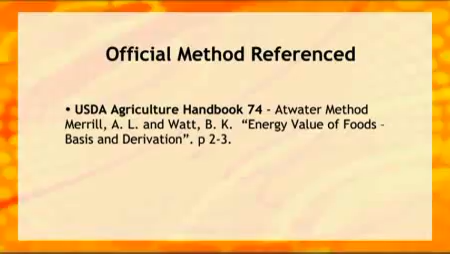 Official Method Referenced
• USDA Agriculture Handbook 74 - Atwater Method
Merrill, A. L. and Watt, B. K. “Energy Value of Foods -
Basis and Derivation”. p 2-3.